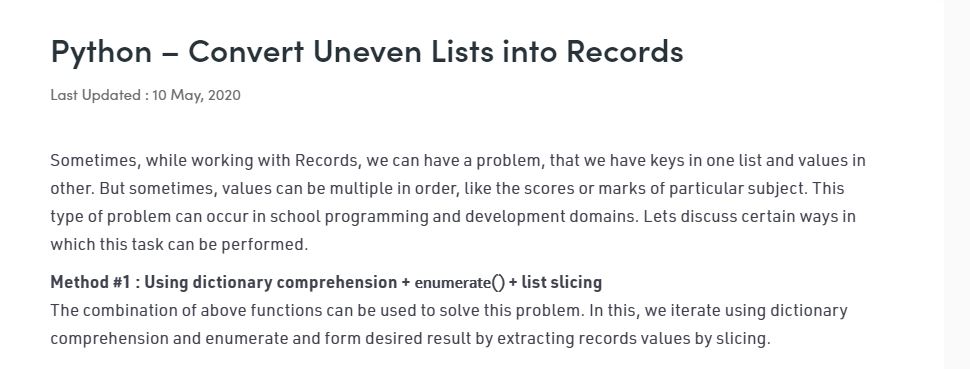 Python – Convert Uneven Lists into Records
Last Updated : 10 May, 2020
Sometimes, while working with Records, we can have a problem, that we have keys in one list and values in
other. But sometimes, values can be multiple in order, like the scores or marks of particular subject. This
type of problem can occur in school programming and development domains. Lets discuss certain ways in
which this task can be performed.
Method #1 : Using dictionary comprehension + enumerate() + list slicing
The combination of above functions can be used to solve this problem. In this, we iterate using dictionary
comprehension and enumerate and form desired result by extracting records values by slicing.